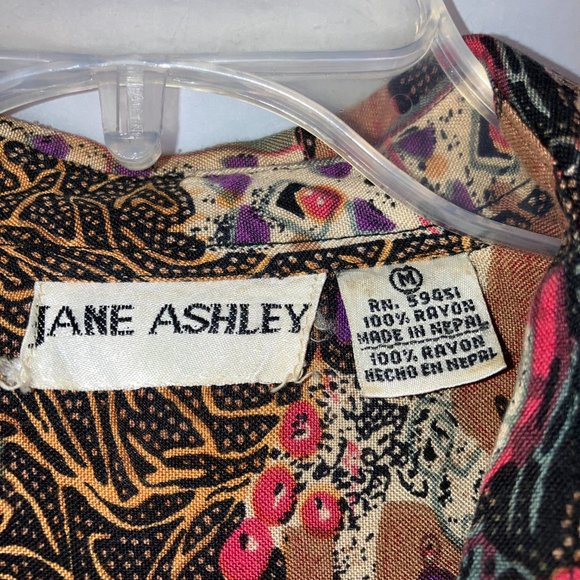 JANE ASHLEY
M
RN. 59451
100% RAYON
MADE IN NEPAL
100% RAYON
HECHO EN NEPAL